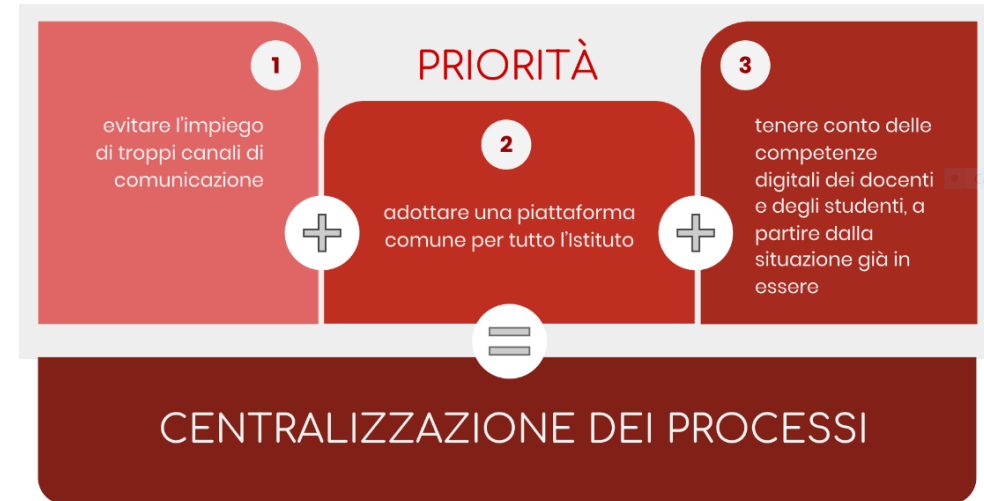 PRIORITÀ
1
evitare l'impiego
di troppi canali di
comunicazione
2
adottare una piattaforma
comune per tutto l'Istituto
3
tenere conto delle
competenze
digitali dei docenti
e degli studenti, a
partire dalla
situazione già in
essere
CENTRALIZZAZIONE DEI PROCESSI